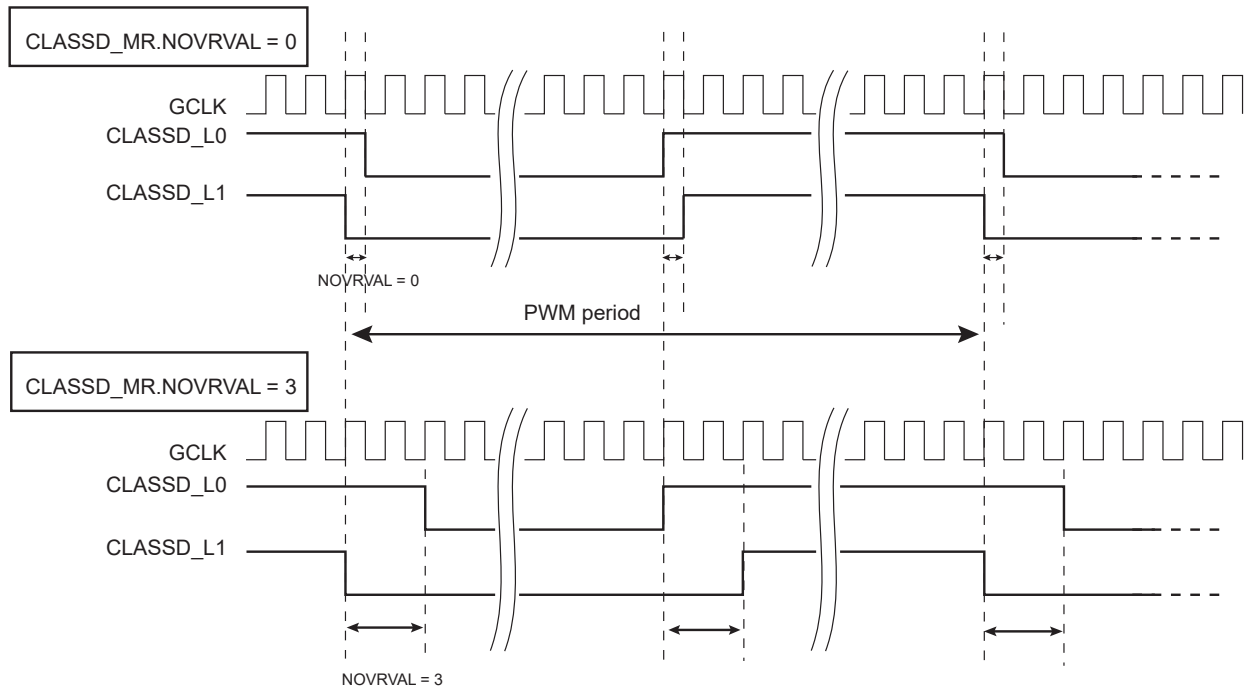 CLASSD_MR.NOVRVAL = 0
GCLK
CLASSD_L0
CLASSD_L1
NOVRVAL = 0
PWM period
CLASSD_MR.NOVRVAL = 3
GCLK
CLASSD_L0
CLASSD_L1
NOVRVAL = 3